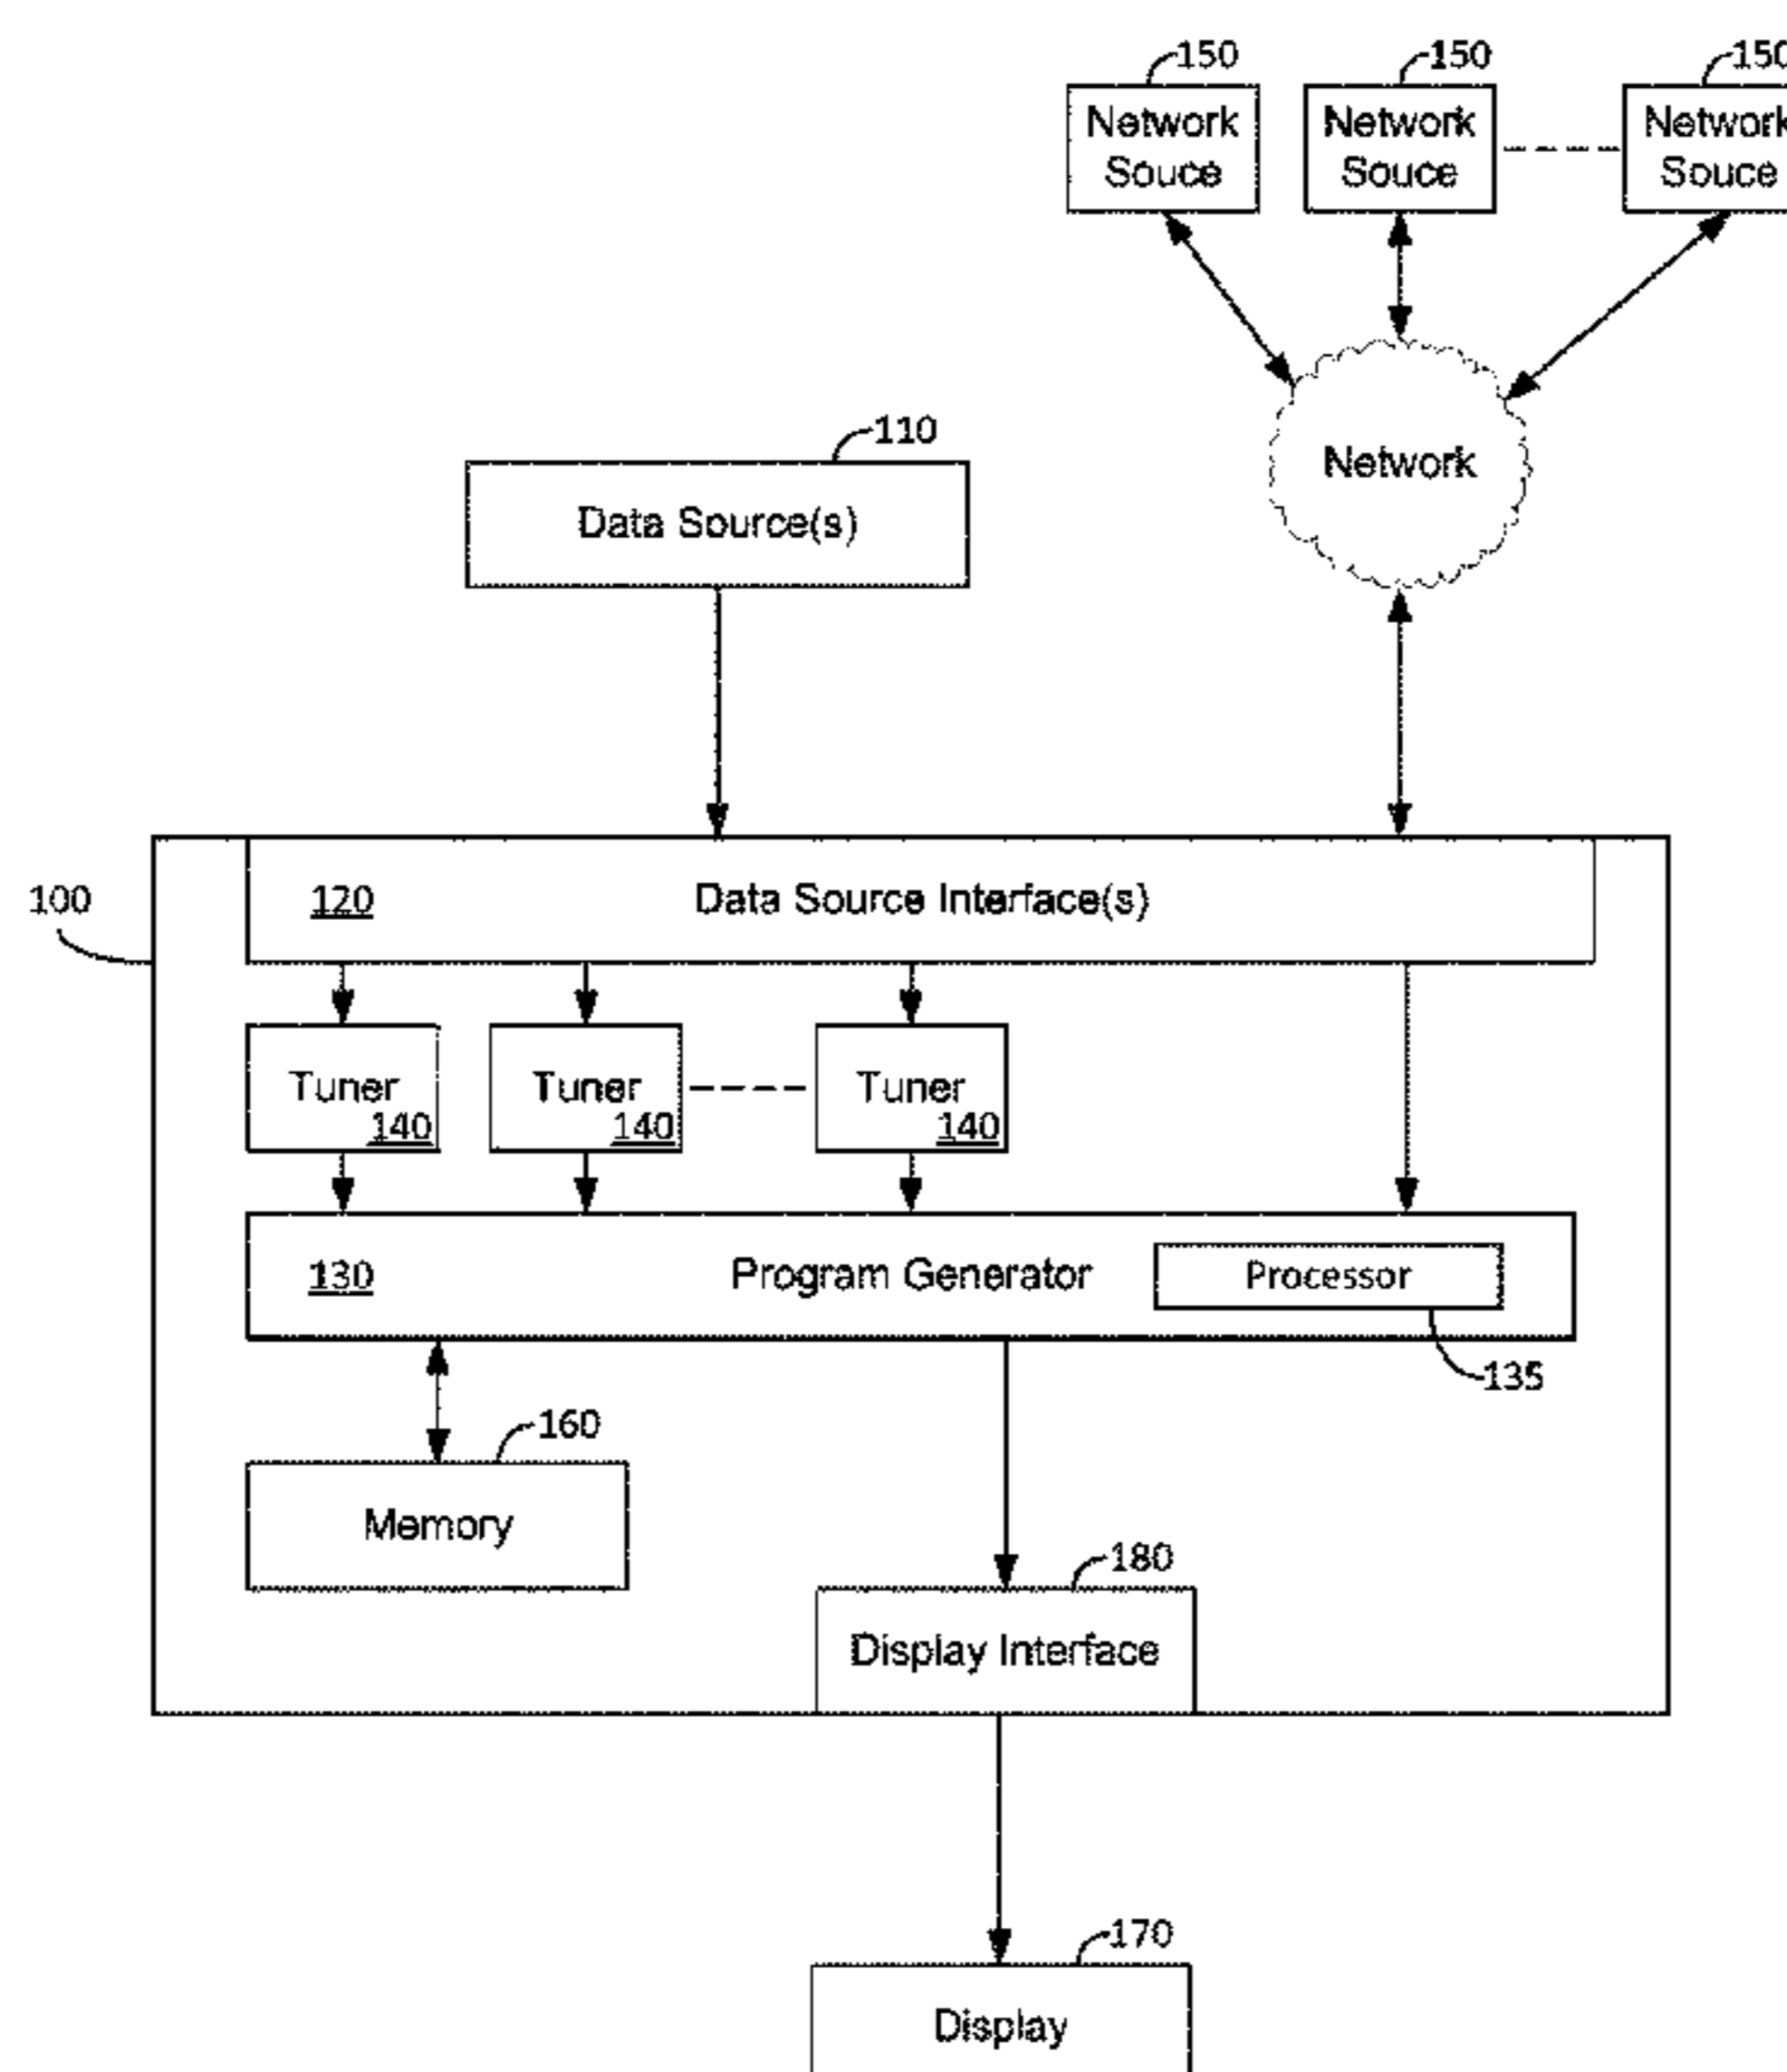 150
150
150
Network
Souce
Network
Souce
Network
Souce
Network
110
Data Source(s)
100
120
Data Source Interface(s)
Tuner
140
Tuner
140
Tuner
140
130
Program Generator
Processor
135
160
Memory
180
Display Interface
170
Display